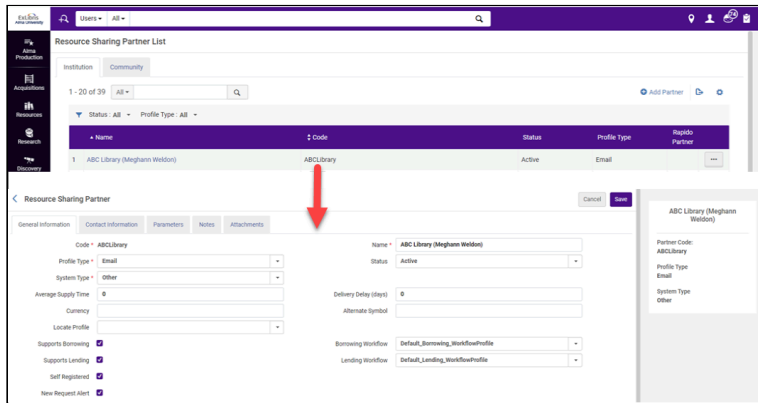 ExLibris
Alma University
Users
All
74
Alma
Production
Acquisitions
Resources
Research
Discovery
Resource Sharing Partner List
Institution Community
1 - 20 of 39 All
Add Partner
Status : All Profile Type : All
Name Code Status Profile Type Rapido Partner
1 ABC Library (Meghann Weldon) ABCLibrary Active Email
Resource Sharing Partner
Cancel Save
General Information Contact Information Parameters Notes Attachments
Code * ABCLibrary Name * ABC Library (Meghann Weldon)
Profile Type * Email Status Active
System Type * Other
Average Supply Time 0 Delivery Delay (days) 0
Currency Alternate Symbol
Locate Profile
Supports Borrowing Borrowing Workflow Default_Borrowing_WorkflowProfile
Supports Lending Lending Workflow Default_Lending_WorkflowProfile
Self Registered
New Request Alert
ABC Library (Meghann
Weldon)
Partner Code:
ABCLibrary
Profile Type
Email
System Type
Other